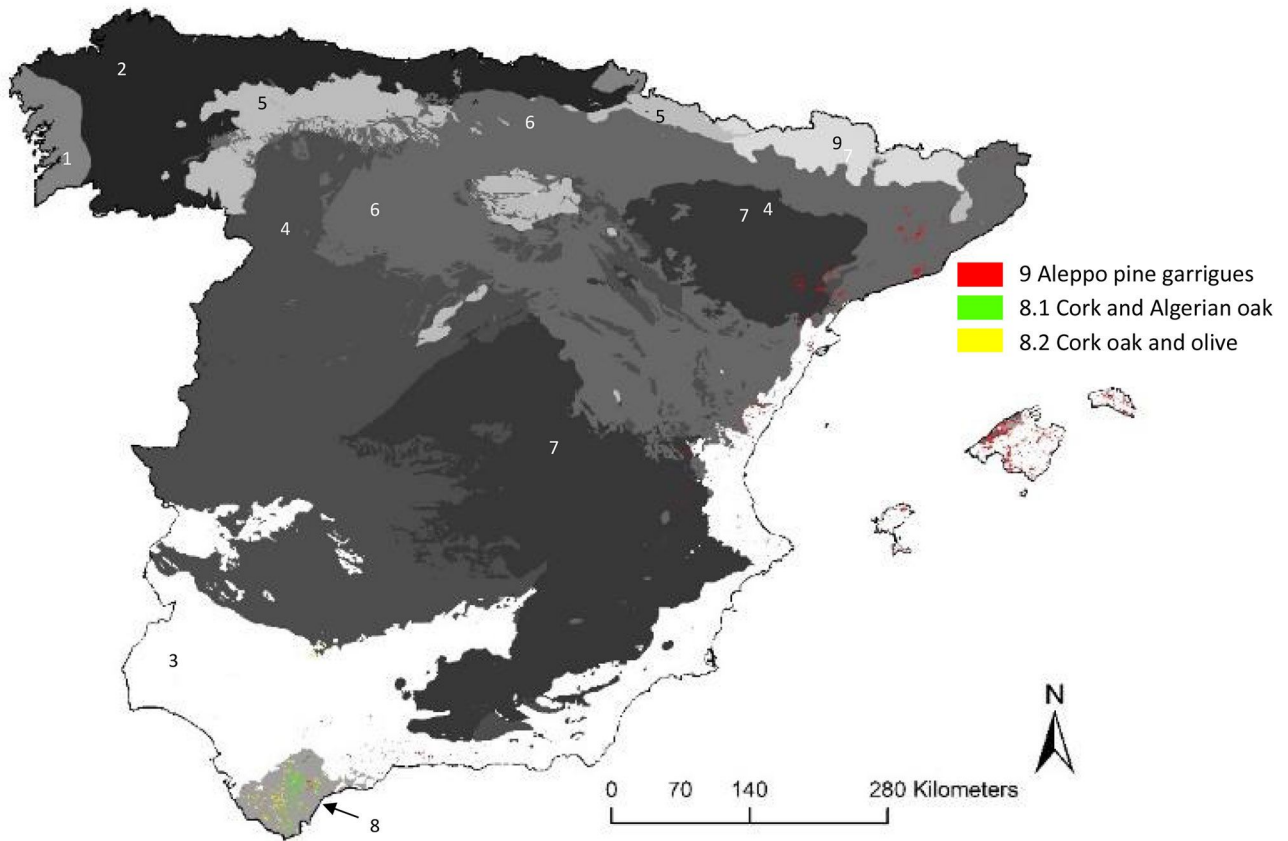 2
5
6
5
9
7
1
6
4
7 4
9 Aleppo pine garrigues
8.1 Cork and Algerian oak
8.2 Cork oak and olive
7
3
N
0 70 140 280 Kilometers
8